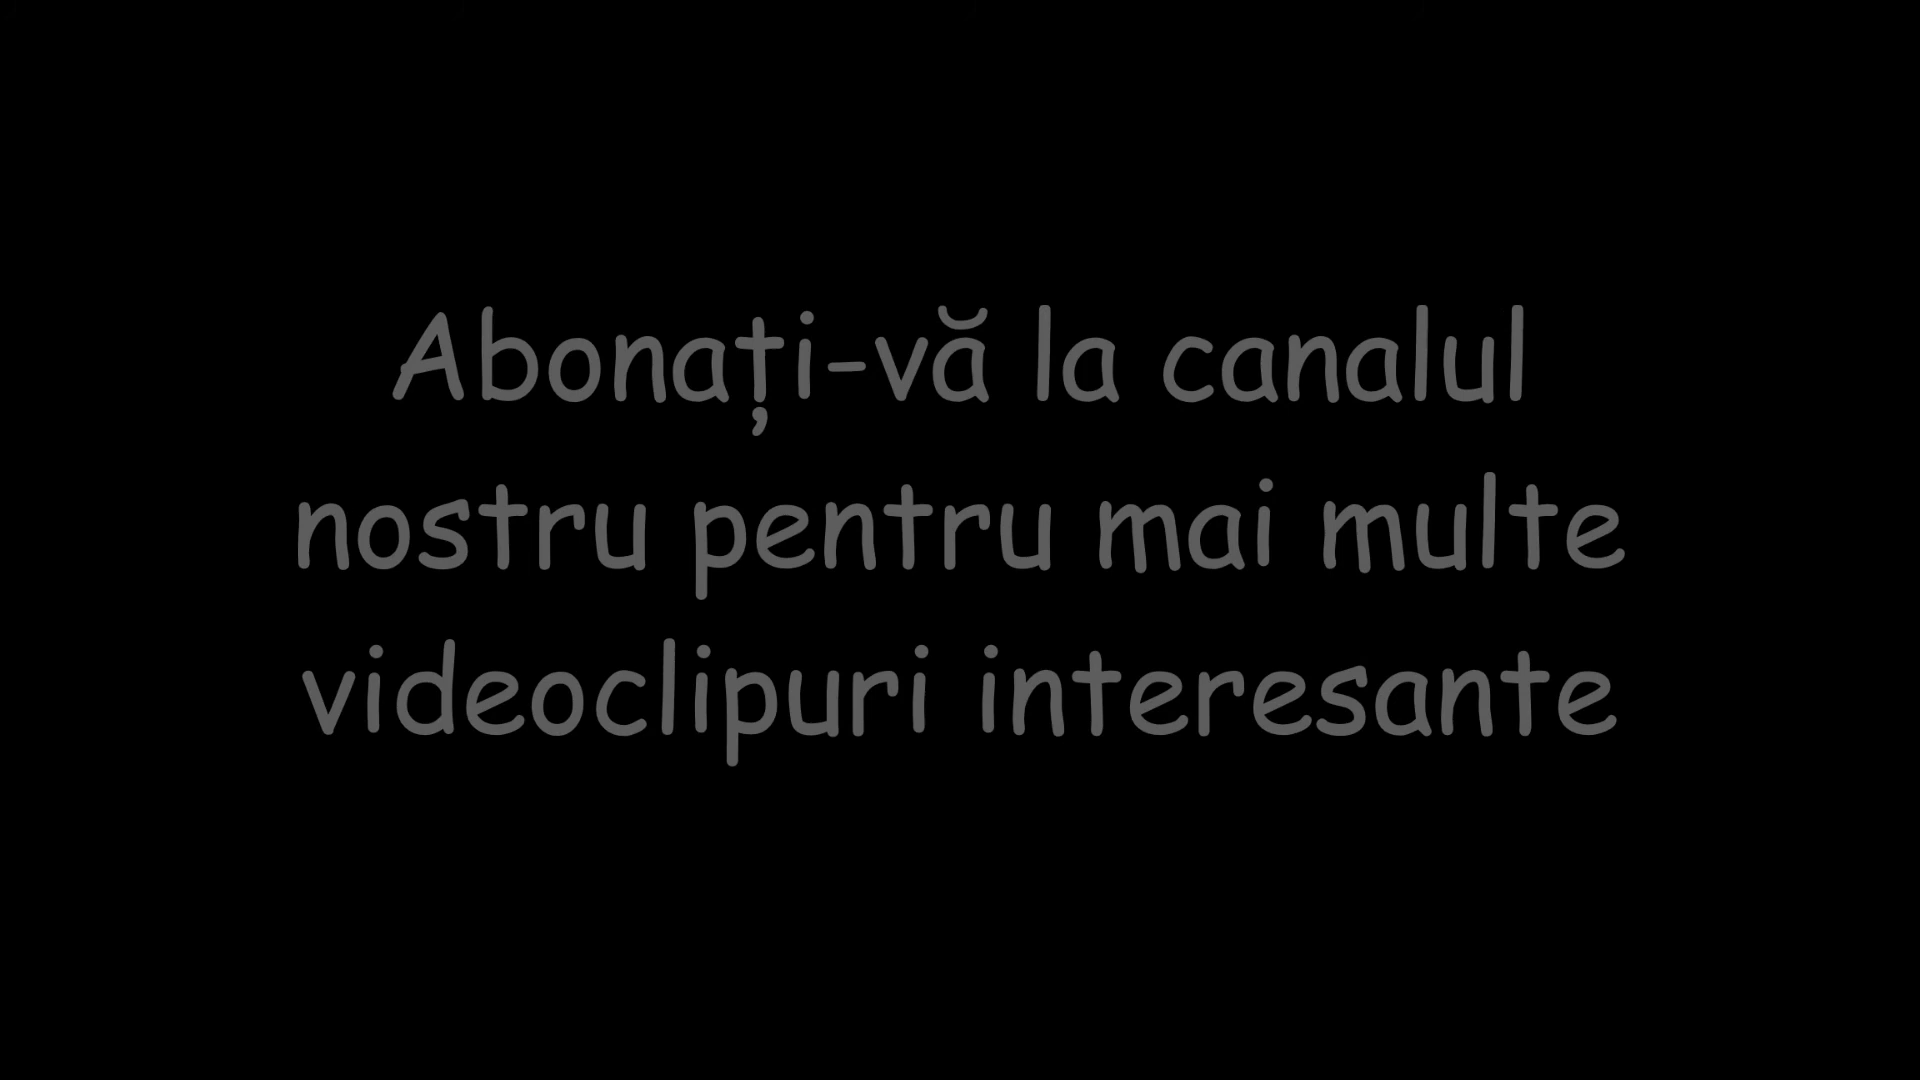 Abonați-vă la canalul
nostru pentru mai multe
videoclipuri interesante